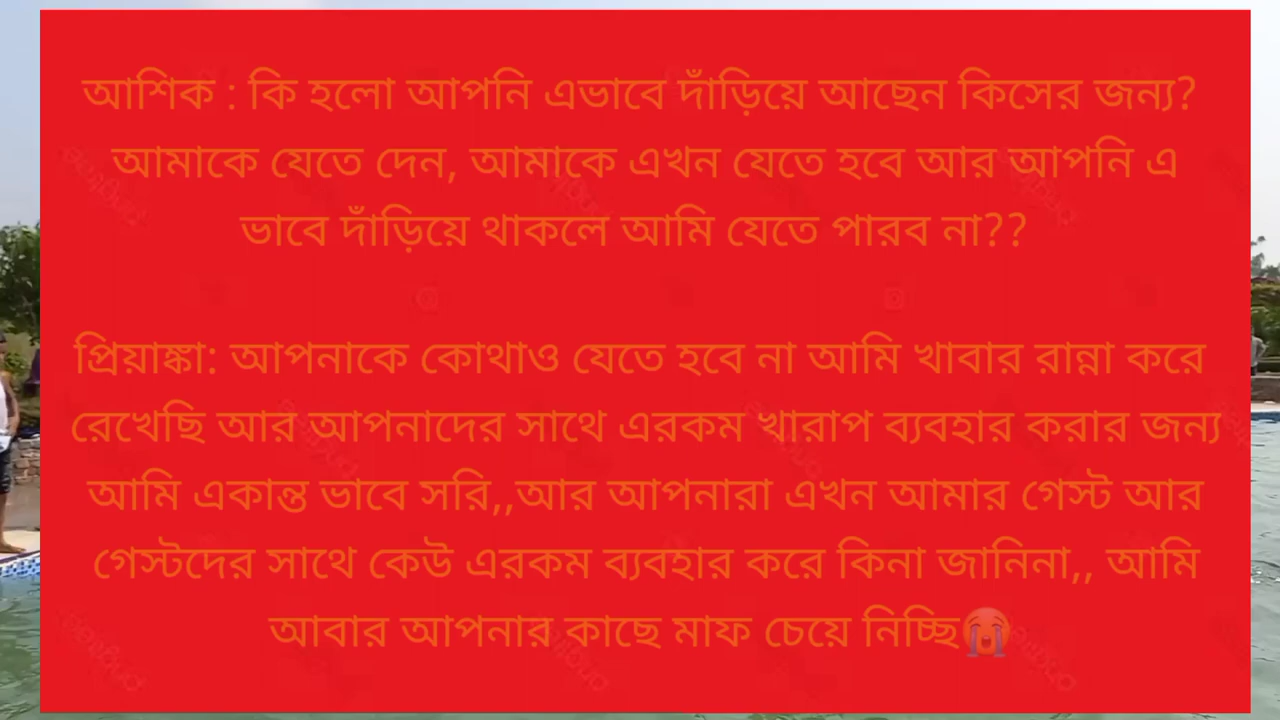 আশিক : কি হলো আপনি এভাবে দাঁড়িয়ে আছেন কিসের জন্য?
আমাকে যেতে দেন, আমাকে এখন যেতে হবে আর আপনি এ
ভাবে দাঁড়িয়ে থাকলে আমি যেতে পারব না??
প্রিয়াঙ্কা: আপনাকে কোথাও যেতে হবে না আমি খাবার রান্না করে
রেখেছি আর আপনাদের সাথে এরকম খারাপ ব্যবহার করার জন্য
আমি একান্ত ভাবে সরি,,আর আপনারা এখন আমার গেস্ট আর
গেস্টদের সাথে কেউ এরকম ব্যবহার করে কিনা জানিনা,, আমি
আবার আপনার কাছে মাফ চেয়ে নিচ্ছি😭